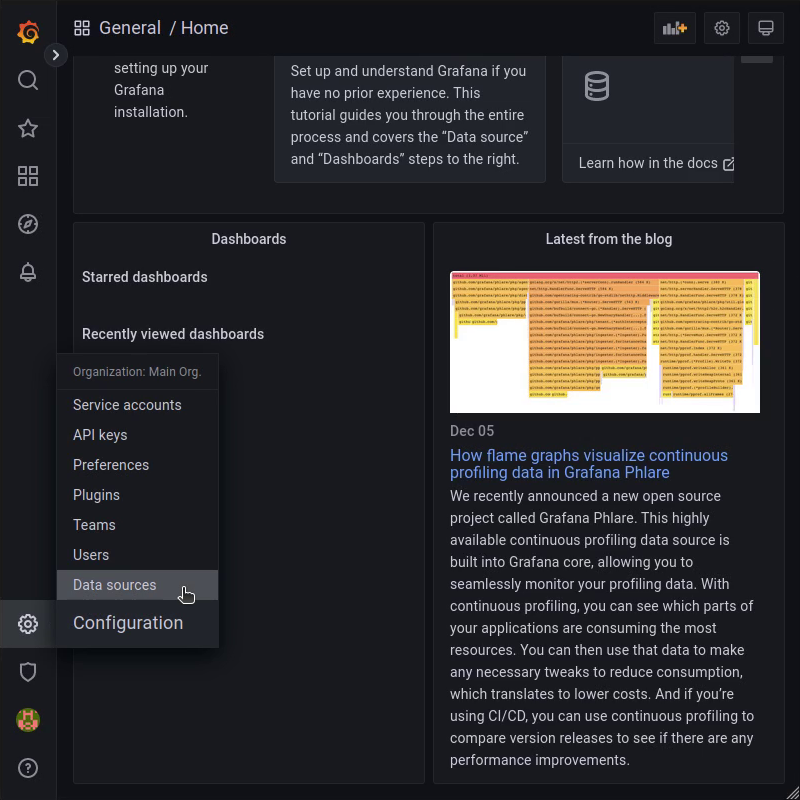 General / Home
setting up your
Grafana
installation.
Set up and understand Grafana if you
have no prior experience. This
tutorial guides you through the entire
process and covers the “Data source”
and “Dashboards” steps to the right.
Learn how in the docs
Dashboards
Starred dashboards
Recently viewed dashboards
Organization: Main Org.
Service accounts
API keys
Preferences
Plugins
Teams
Users
Data sources
Configuration
Latest from the blog
Dec 05
How flame graphs visualize continuous
profiling data in Grafana Phlare
We recently announced a new open source
project called Grafana Phlare. This highly
available continuous profiling data source is
built into Grafana core, allowing you to
seamlessly monitor your profiling data. With
continuous profiling, you can see which parts of
your applications are consuming the most
resources. You can then use that data to make
any necessary tweaks to reduce consumption,
which translates to lower costs. And if you’re
using CI/CD, you can use continuous profiling to
compare version releases to see if there are any
performance improvements.